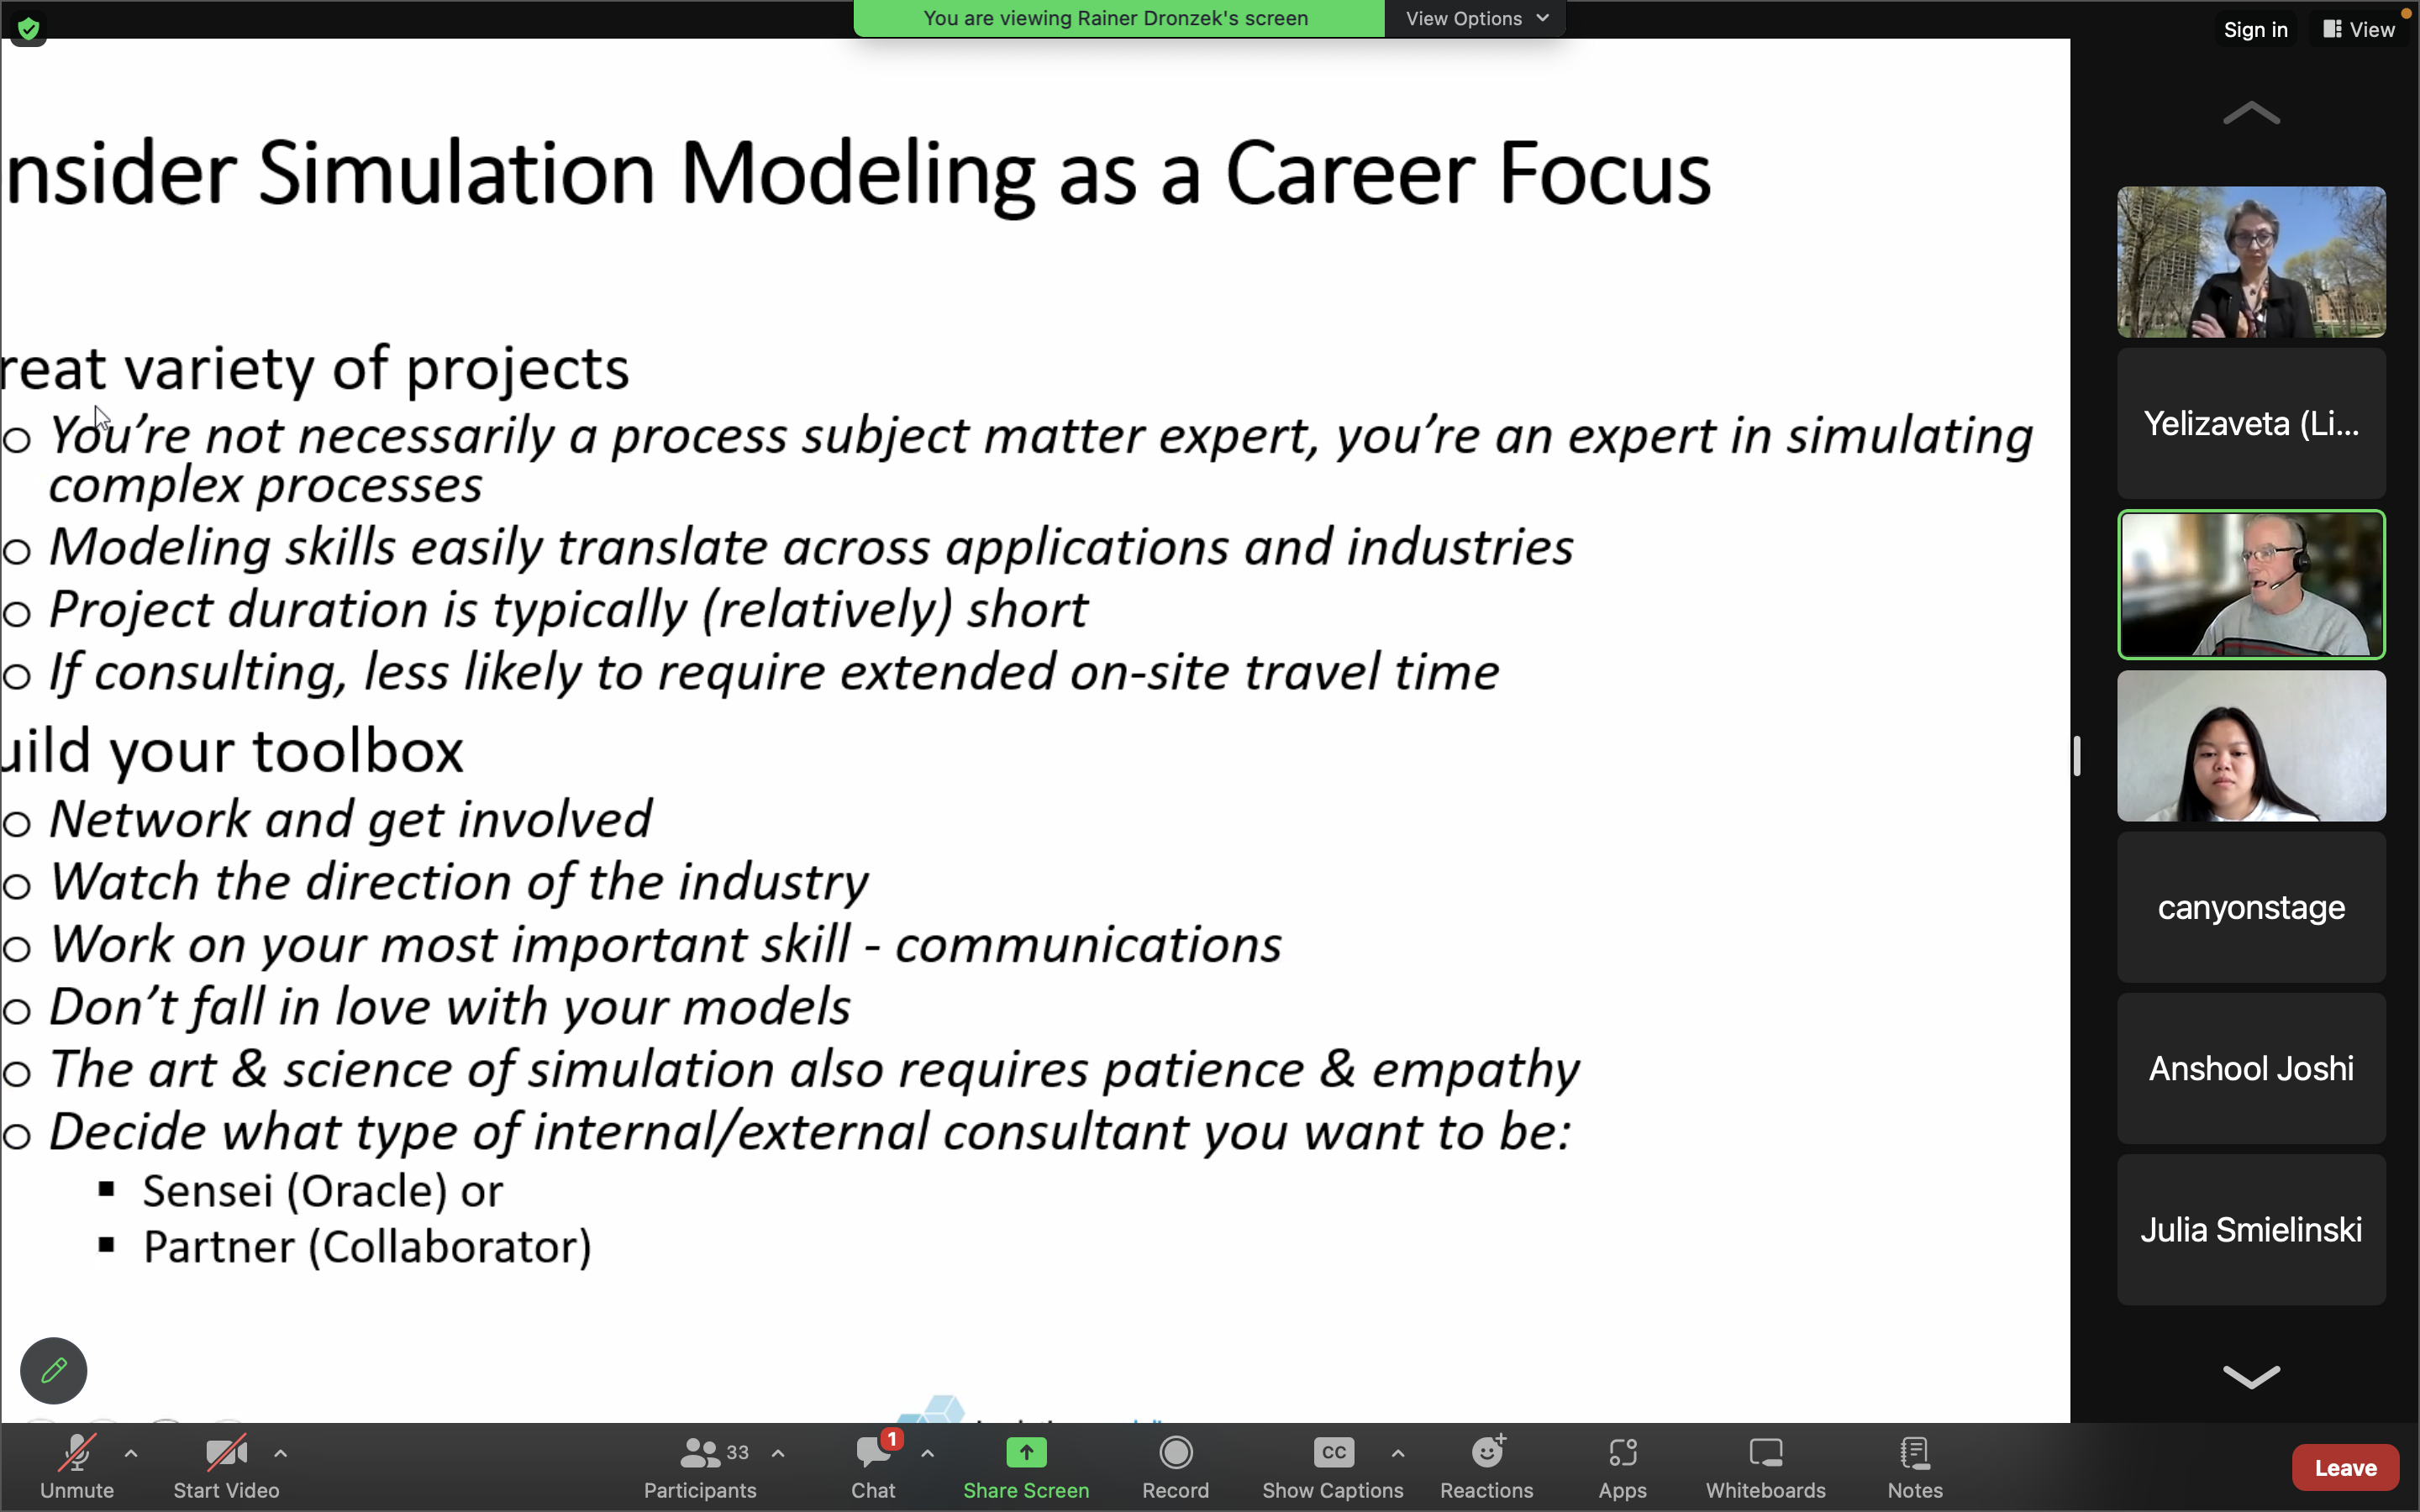 You are viewing Rainer Dronzek's screen
View Options
Sign in
View
nsider Simulation Modeling as a Career Focus
reat variety of projects
o You’re not necessarily a process subject matter expert, you’re an expert in simulating
complex processes
o Modeling skills easily translate across applications and industries
o Project duration is typically (relatively) short
o If consulting, less likely to require extended on-site travel time
uild your toolbox
o Network and get involved
o Watch the direction of the industry
o Work on your most important skill - communications
o Don’t fall in love with your models
o The art & science of simulation also requires patience & empathy
o Decide what type of internal/external consultant you want to be:
▪ Sensei (Oracle) or
▪ Partner (Collaborator)
Yelizaveta (Li...
canyonstage
Anshool Joshi
Julia Smielinski
Unmute
Start Video
33
Participants
1
Chat
Share Screen
Record
CC
Show Captions
Reactions
Apps
Whiteboards
Notes
Leave